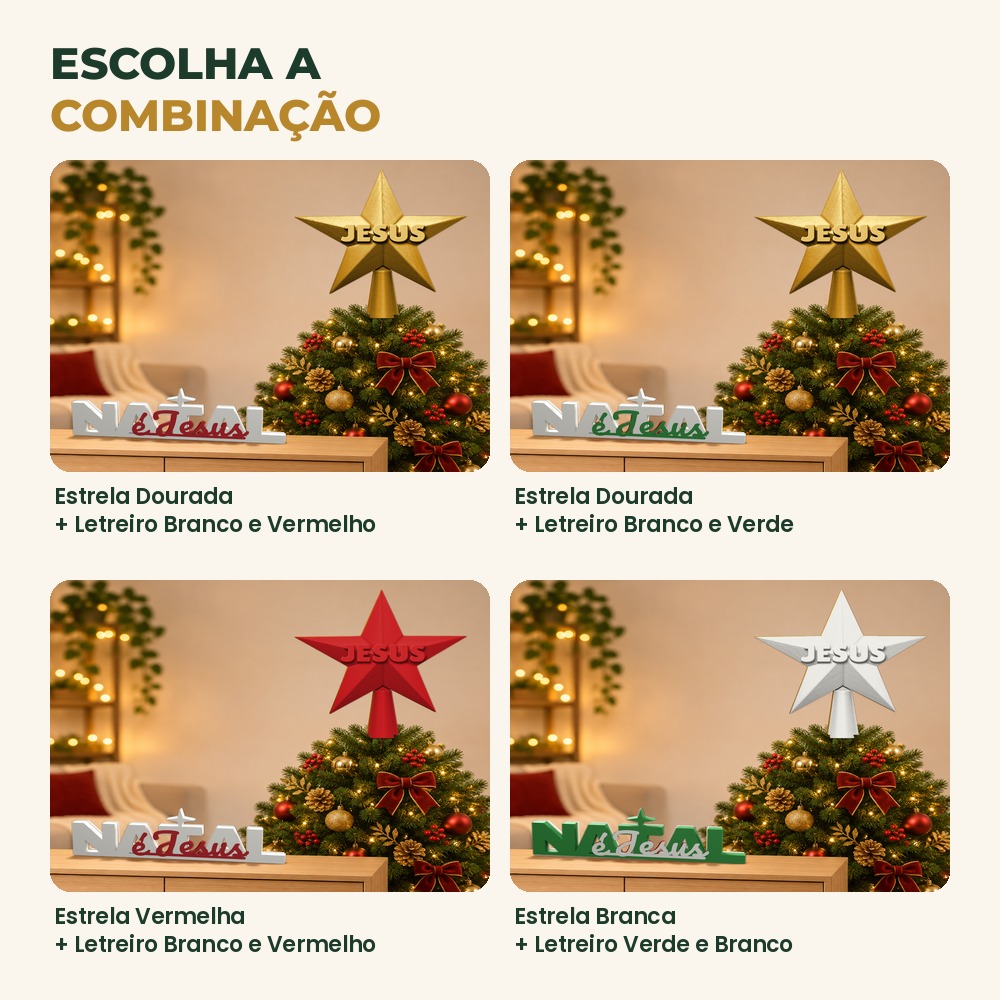 ESCOLHA A
COMBINAÇÃO
JESUS
NATAL
é Jesus
Estrela Dourada
+ Letreiro Branco e Vermelho
JESUS
NATAL
é Jesus
Estrela Dourada
+ Letreiro Branco e Verde
JESUS
NATAL
é Jesus
Estrela Vermelha
+ Letreiro Branco e Vermelho
JESUS
NATAL
é Jesus
Estrela Branca
+ Letreiro Verde e Branco